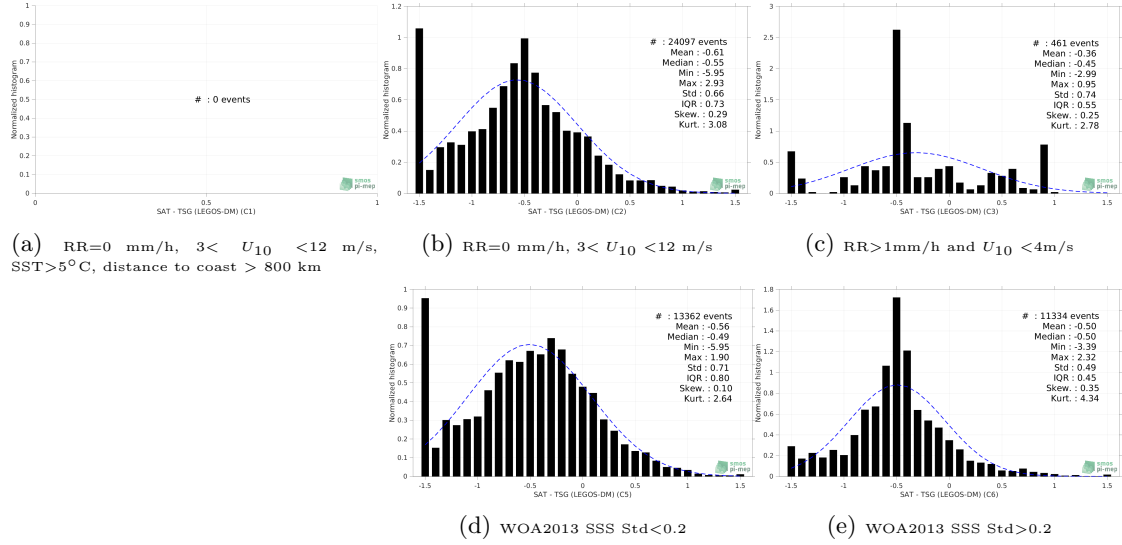 1
0.9
0.8
0.7
0.6
0.5
0.4
0.3
0.2
0.1
0
0
0.5
1
Normalized histogram
# : 0 events
smos
pi-mep
SAT - TSG (LEGOS-DM) (C1)
(a) RR=0 mm/h, 3< U10 <12 m/s,
SST>5°C, distance to coast > 800 km
1.2
1
0.8
0.6
0.4
0.2
0
-1.5
-1
-0.5
0
0.5
1
1.5
Normalized histogram
# : 24097 events
Mean : -0.61
Median : -0.55
Min : -5.95
Max : 2.93
Std : 0.66
IQR : 0.73
Skew. : 0.29
Kurt. : 3.08
smos
pi-mep
SAT - TSG (LEGOS-DM) (C2)
(b) RR=0 mm/h, 3< U10 <12 m/s
3
2.5
2
1.5
1
0.5
0
-1.5
-1
-0.5
0
0.5
1
1.5
Normalized histogram
# : 461 events
Mean : -0.36
Median : -0.45
Min : -2.99
Max : 0.95
Std : 0.74
IQR : 0.55
Skew. : 0.25
Kurt. : 2.78
smos
pi-mep
SAT - TSG (LEGOS-DM) (C3)
(c) RR>1mm/h and U10 <4m/s
1
0.9
0.8
0.7
0.6
0.5
0.4
0.3
0.2
0.1
0
-1.5
-1
-0.5
0
0.5
1
1.5
Normalized histogram
# : 13362 events
Mean : -0.56
Median : -0.49
Min : -5.95
Max : 1.90
Std : 0.71
IQR : 0.80
Skew. : 0.10
Kurt. : 2.64
smos
pi-mep
SAT - TSG (LEGOS-DM) (C5)
(d) WOA2013 SSS Std<0.2
1.8
1.6
1.4
1.2
1
0.8
0.6
0.4
0.2
0
-1.5
-1
-0.5
0
0.5
1
1.5
Normalized histogram
# : 11334 events
Mean : -0.50
Median : -0.50
Min : -3.39
Max : 2.32
Std : 0.49
IQR : 0.45
Skew. : 0.35
Kurt. : 4.34
smos
pi-mep
SAT - TSG (LEGOS-DM) (C6)
(e) WOA2013 SSS Std>0.2